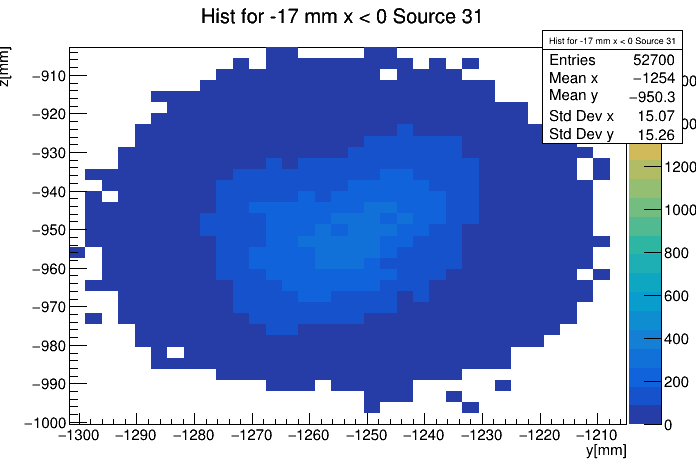 Hist for -17 mm x < 0 Source 31
z[mm]
Hist for -17 mm x < 0 Source 31
Entries 52700
Mean x −1254
Mean y −950.3
Std Dev x 15.07
Std Dev y 15.26
−910
−920
−930
−940
−950
−960
−970
−980
−990
−1000
−1300 −1290 −1280 −1270 −1260 −1250 −1240 −1230 −1220 −1210
y[mm]
1200
1000
800
600
400
200
0